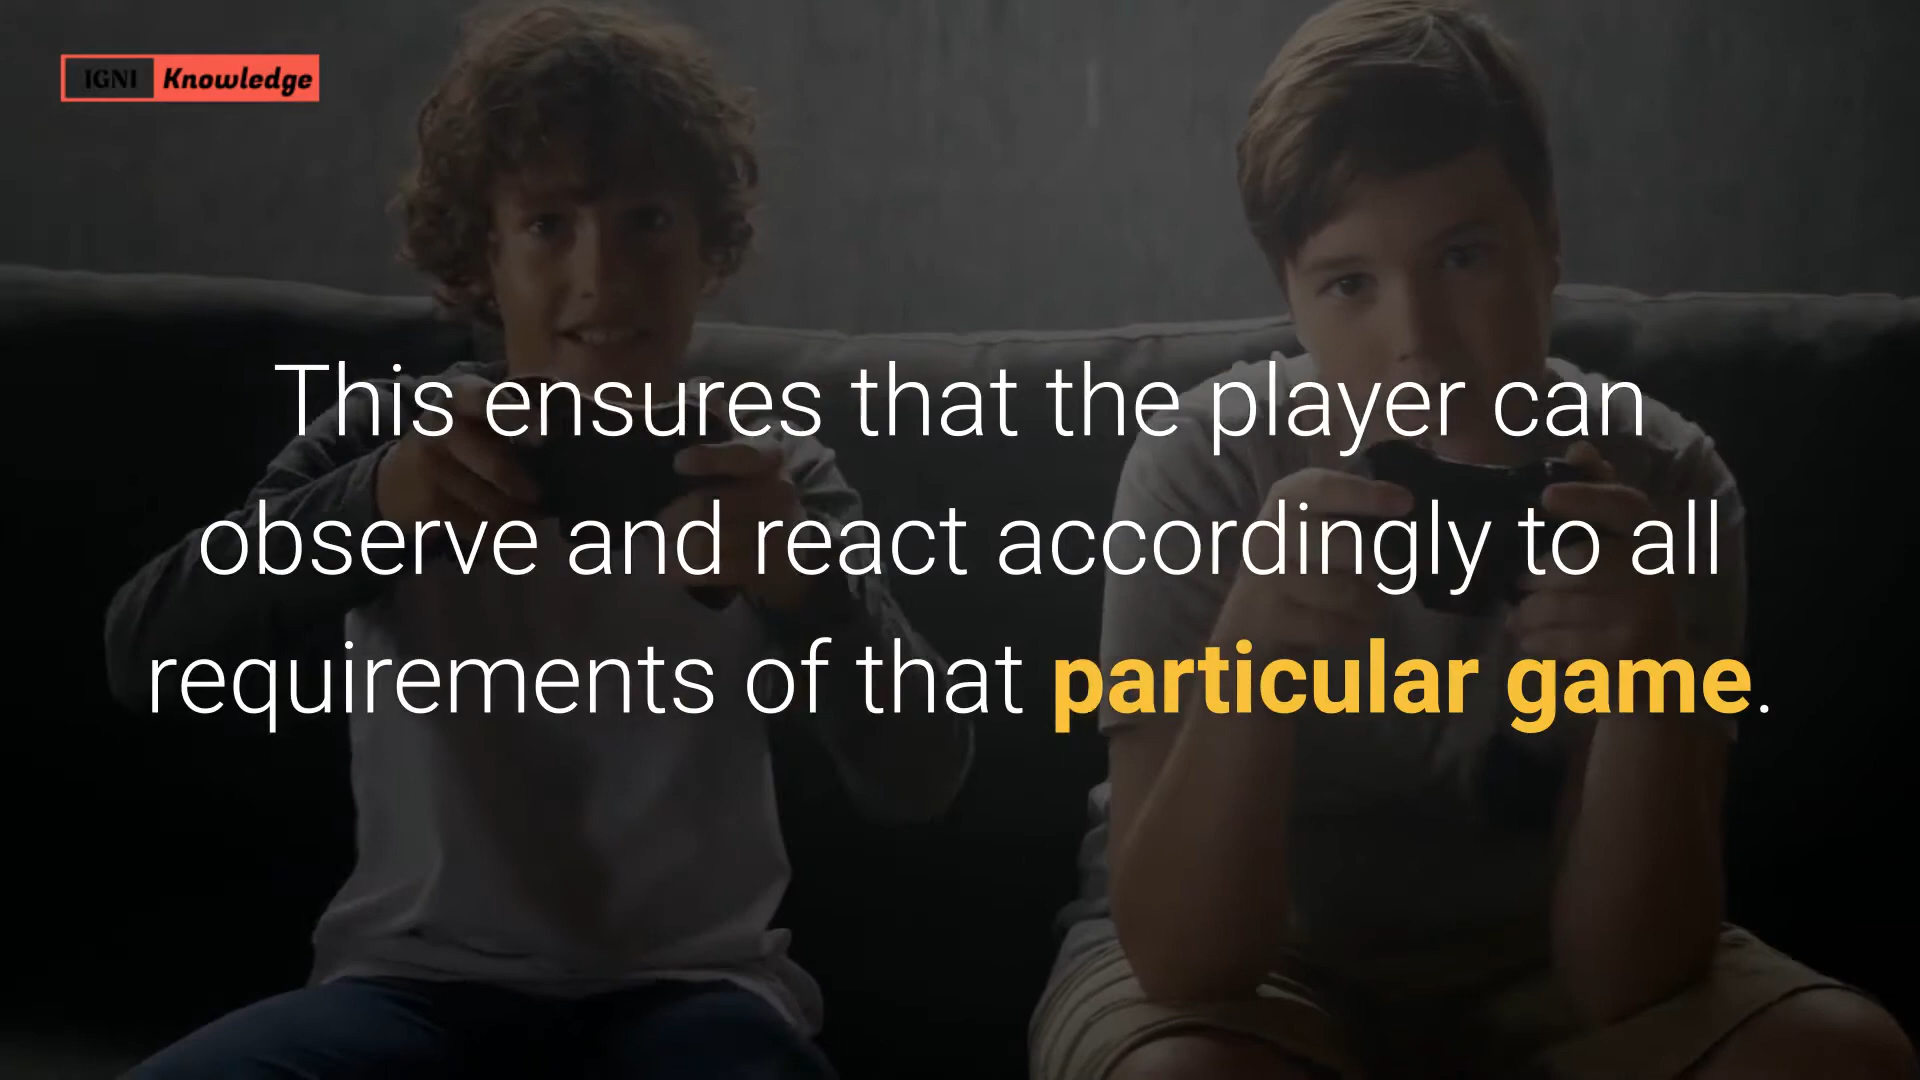 IGNI Knowledge
This ensures that the player can
observe and react accordingly to all
requirements of that particular game.